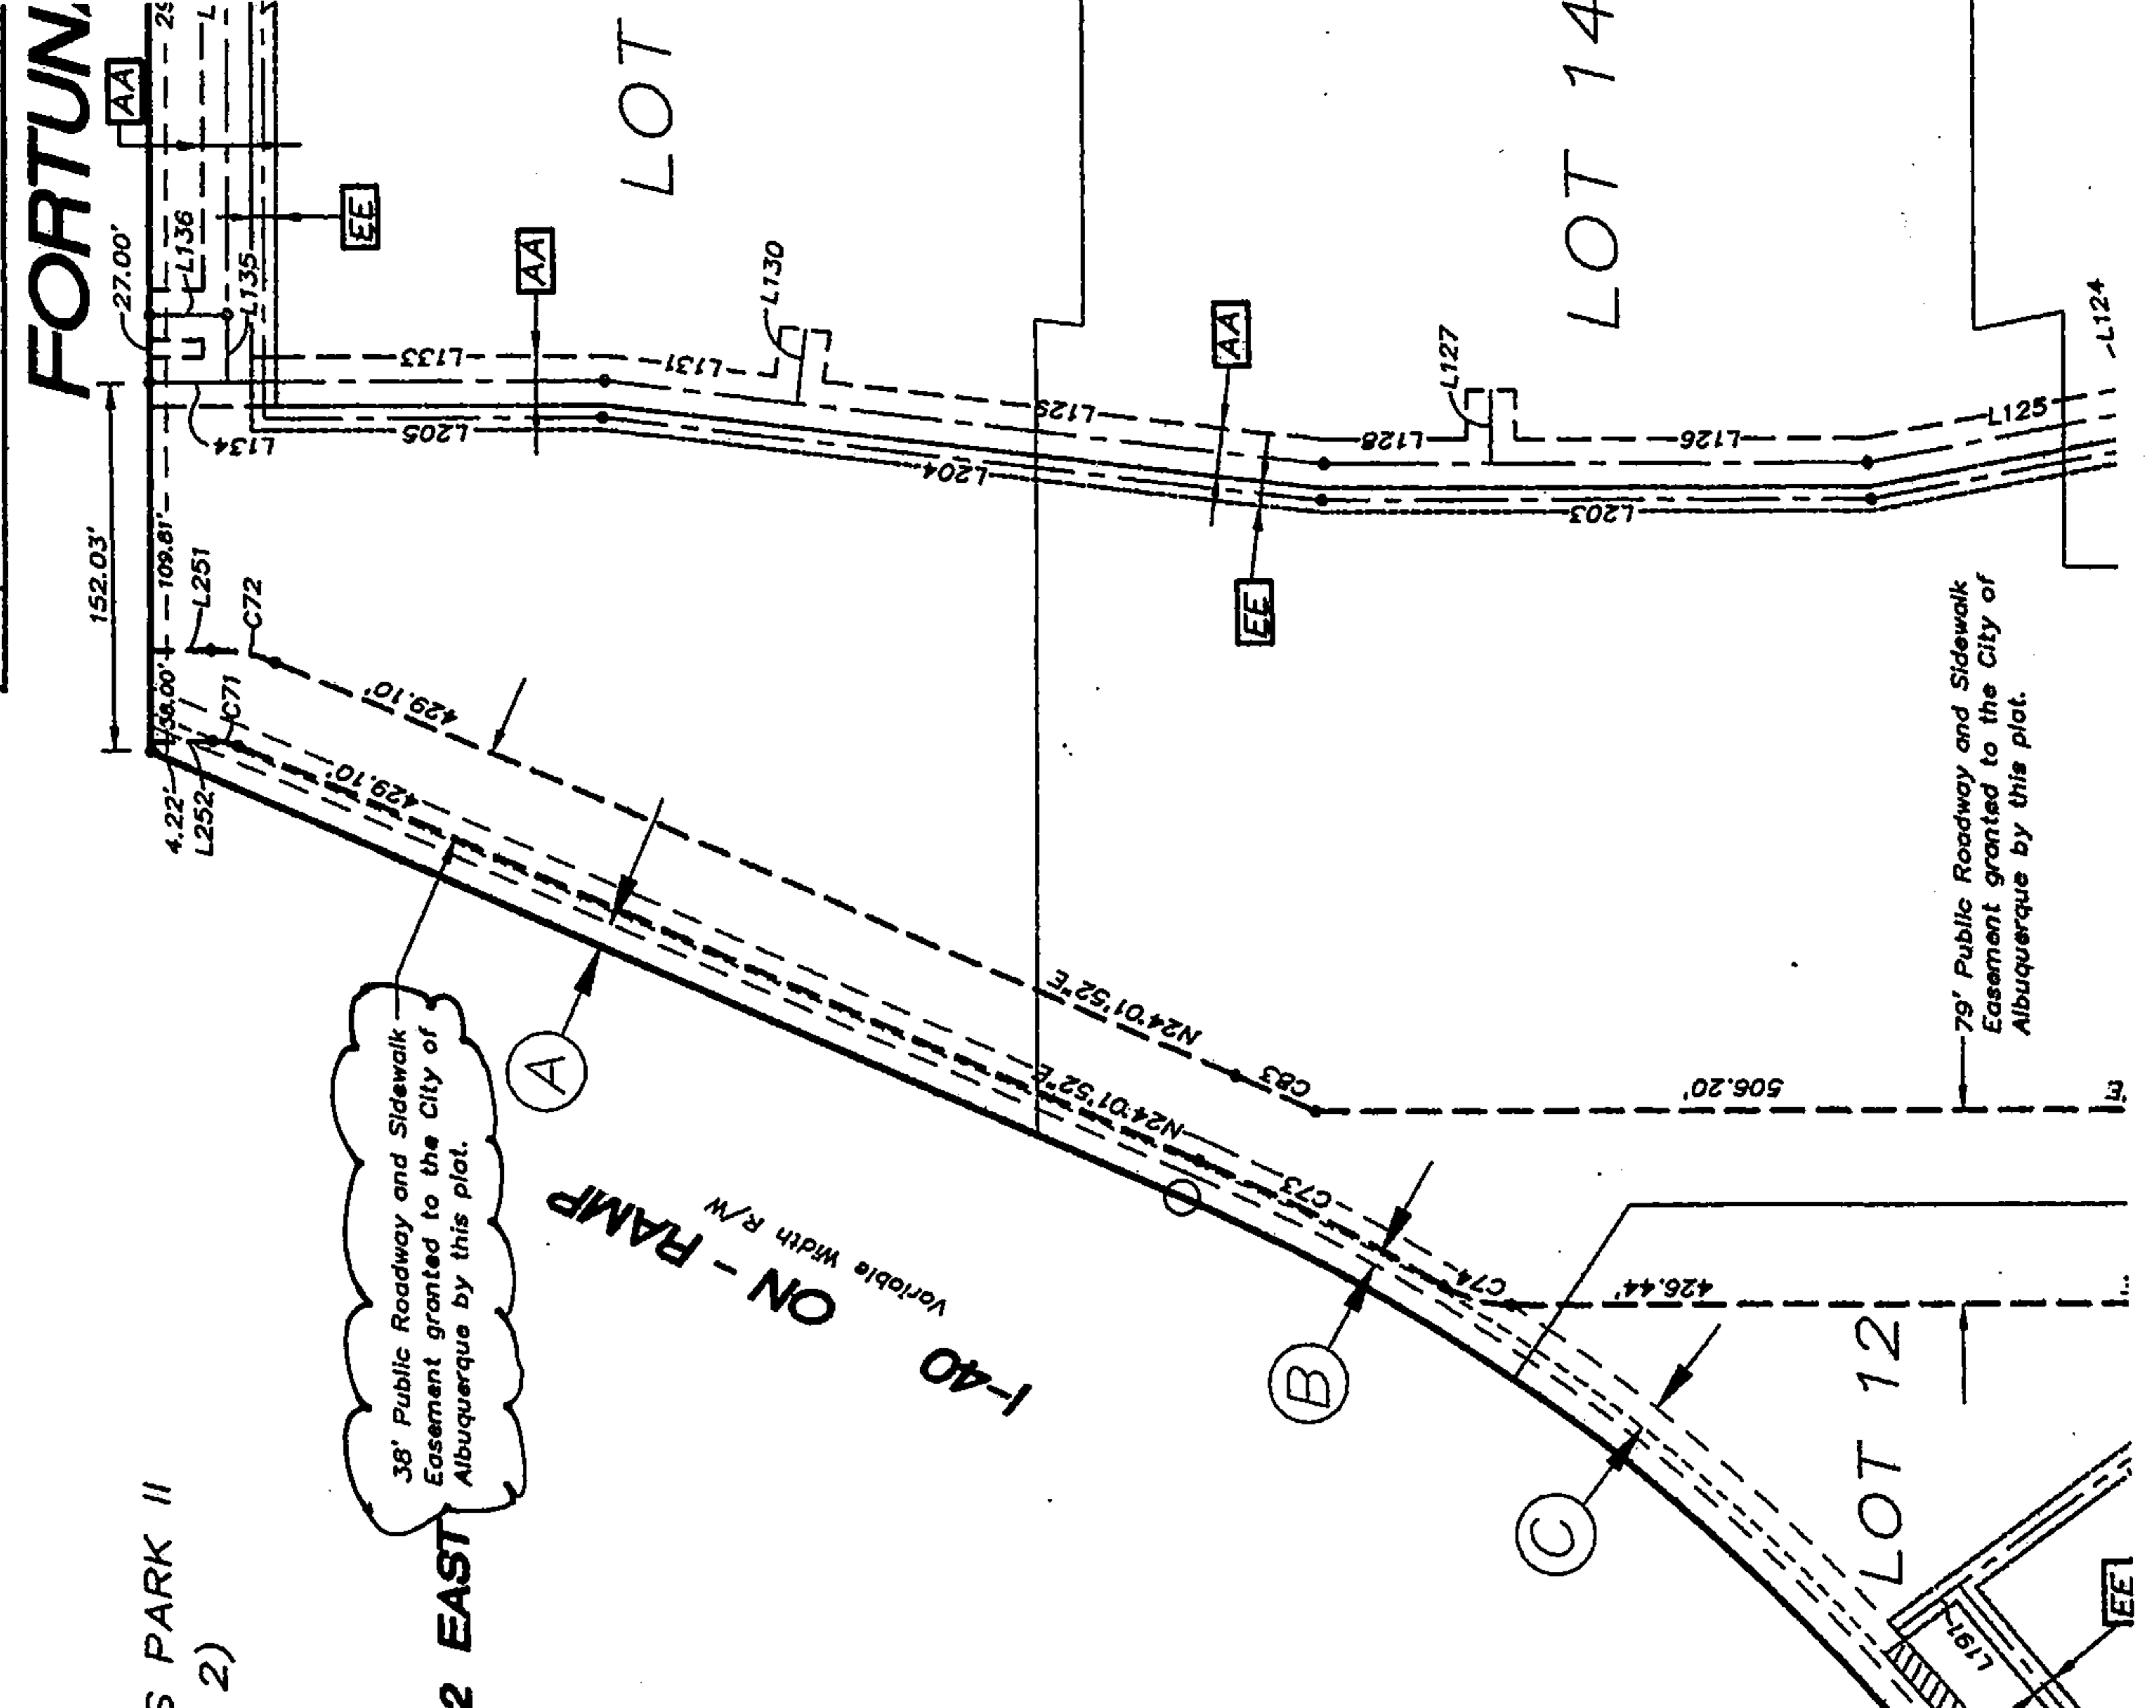 FORTUNA
AA
27.00'
L136
L135
EE
AA
152.03'
109.81'
L134
L133
L131
L130
L205
LOT
LOT 14
L251
C72
38.00'
C71
4.22'
L252
429.10'
429.10'
L129
L204
AA
EE
L128
L127
L126
L203
L125
L124
38' Public Roadway and Sidewalk
Easement granted to the City of
Albuquerque by this plat.
A
N24°01'52"E
N24°01'52"E
C83
C73
C74
506.20'
426.44'
79' Public Roadway and Sidewalk
Easement granted to the City of
Albuquerque by this plat.
I-40 ON - RAMP
Variable Width R/W
B
C
LOT 12
L191
EE
S PARK II
2)
2 EAST